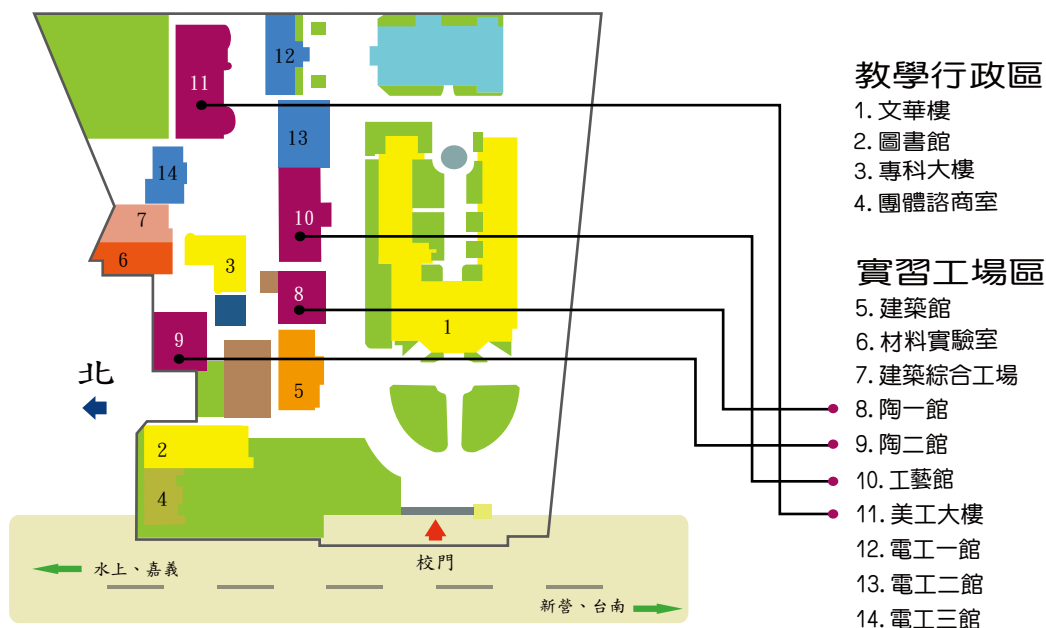 11
12
13
14
10
7
6
3
8
9
1
5
北
2
4
校門
水上、嘉義
新營、台南
教學行政區
1. 文華樓
2. 圖書館
3. 專科大樓
4. 團體諮商室
實習工場區
5. 建築館
6. 材料實驗室
7. 建築綜合工場
8. 陶一館
9. 陶二館
10. 工藝館
11. 美工大樓
12. 電工一館
13. 電工二館
14. 電工三館